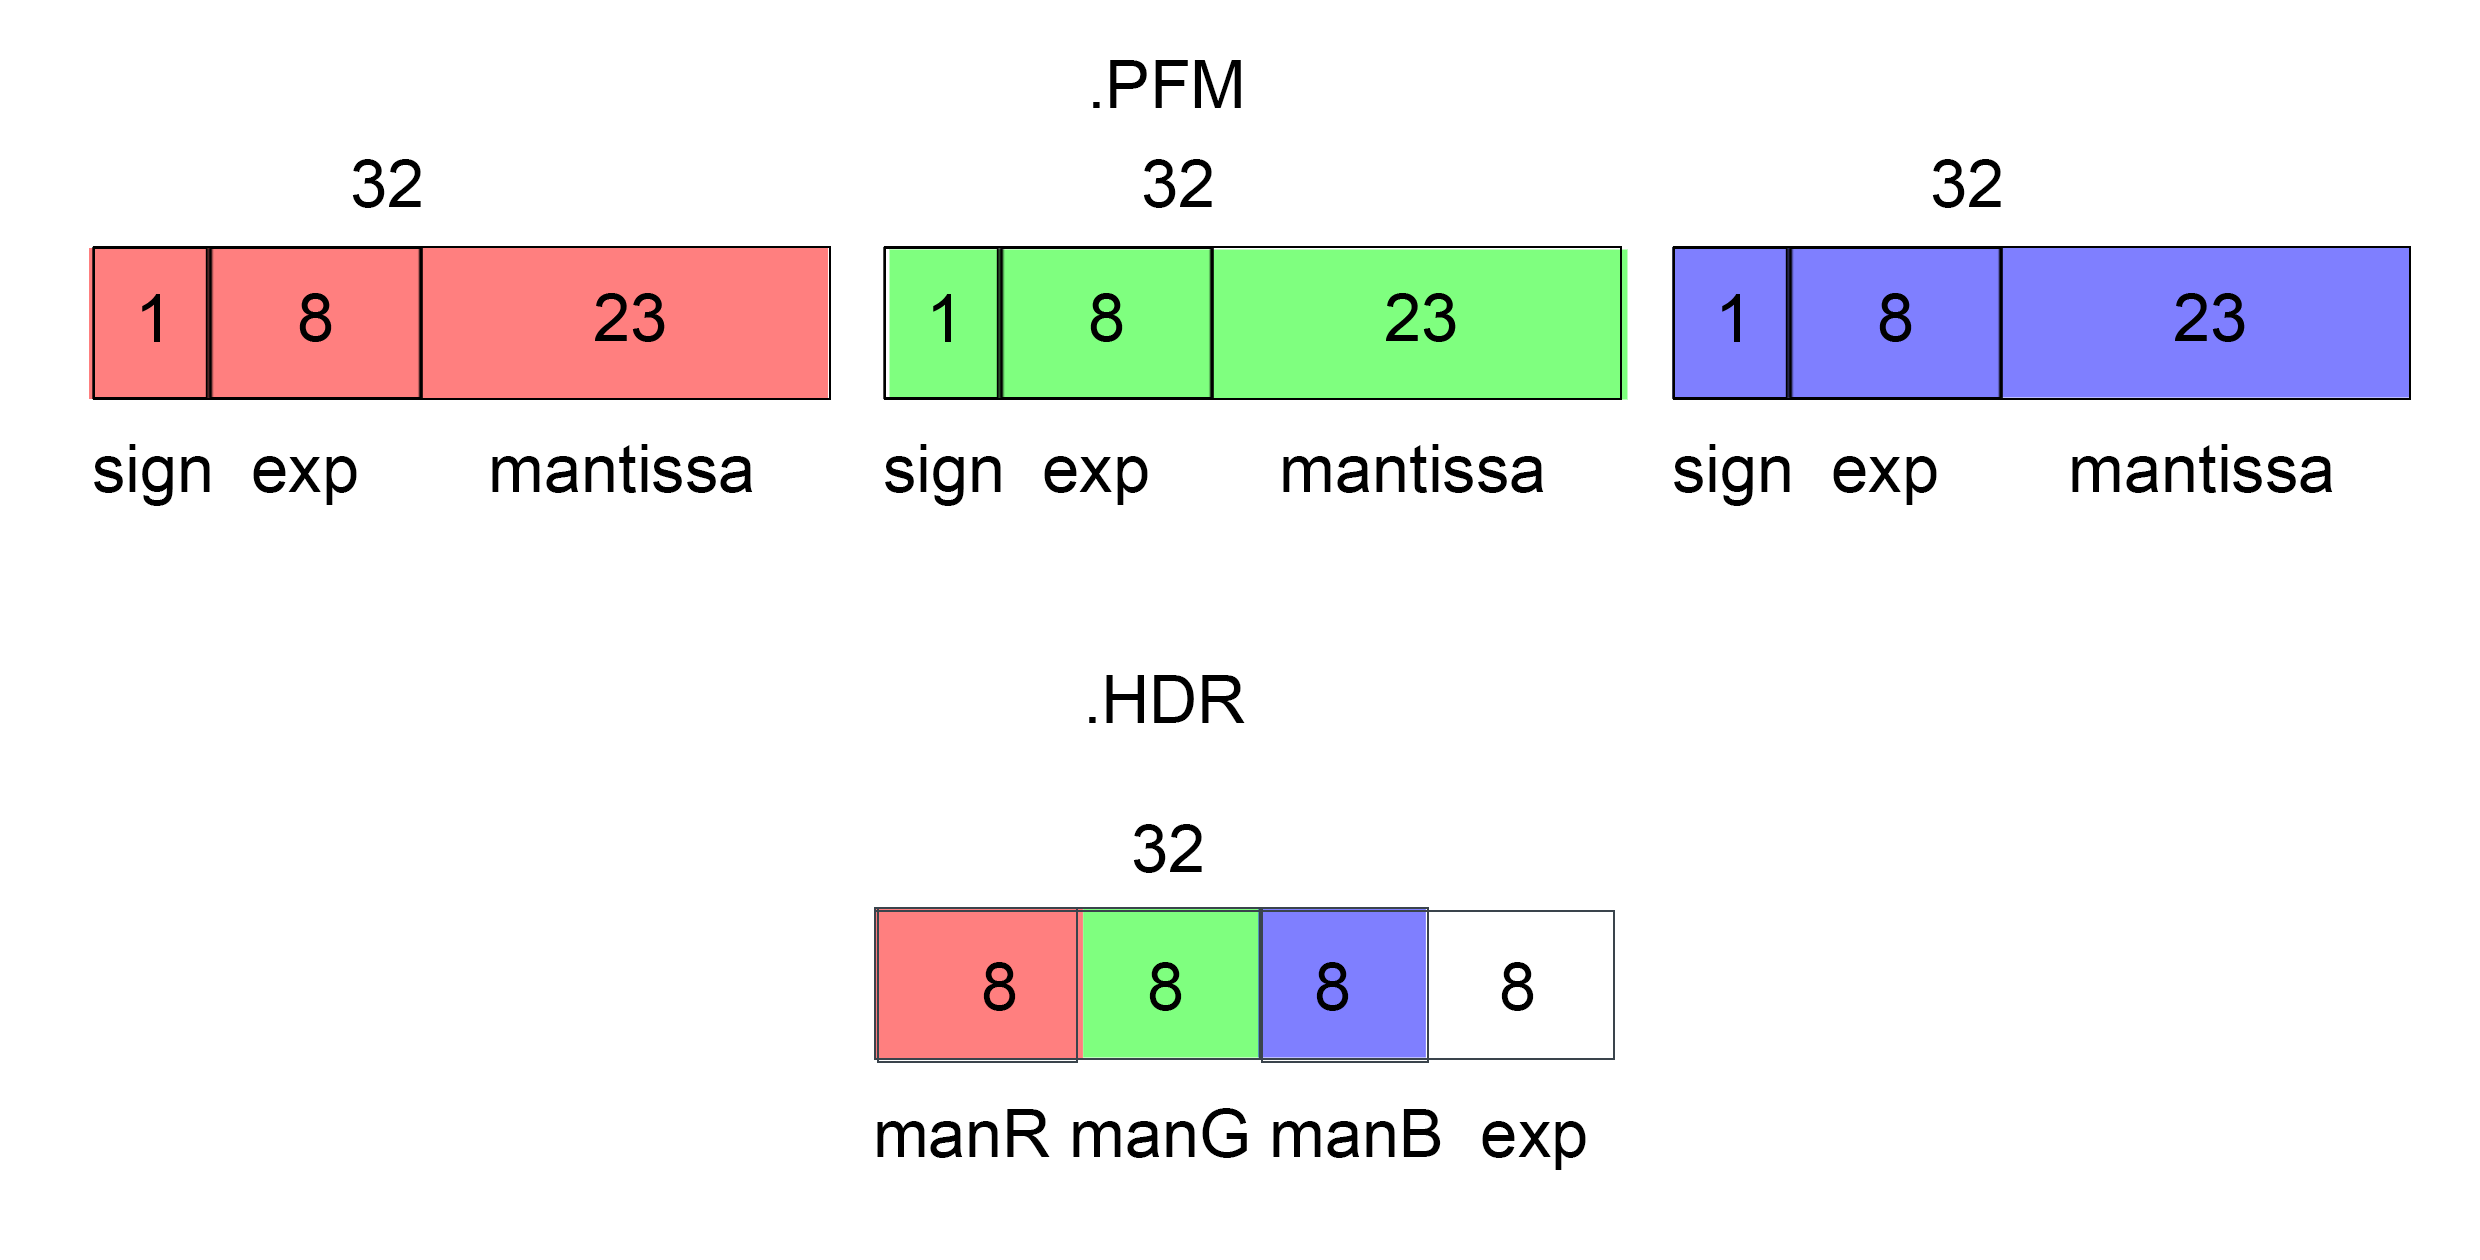 .PFM
32 32 32
1 8 23 1 8 23 1 8 23
sign exp mantissa sign exp mantissa sign exp mantissa
.HDR
32
8 8 8 8
manR manG manB exp